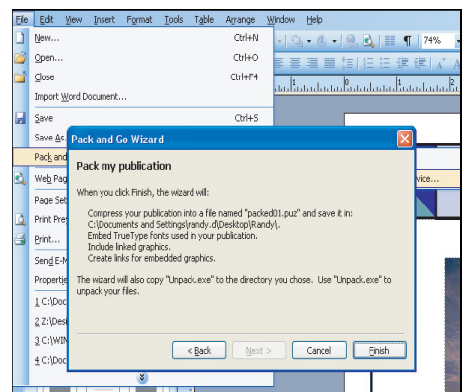 File Edit View Insert Format Tools Table Arrange Window Help
New... Ctrl+N
74%
Open... Ctrl+O
Close Ctrl+F4
Import Word Document...
1 0 1 2
Save Ctrl+S
Save As.
Pack and Go Wizard
Pack and
Pack my publication
vice...
Web Pag
When you click Finish, the wizard will:
Page Set
Compress your publication into a file named "packed01.puz" and save it in:
Print Pre
C:\Documents and Settings\randy.d\Desktop\Randy\.
Embed TrueType fonts used in your publication.
Print...
Include linked graphics.
Create links for embedded graphics.
Send E-M
Propertie
The wizard will also copy "Unpack.exe" to the directory you chose. Use "Unpack.exe" to
unpack your files.
1 C:\Doc
2 Z:\Desi
3 C:\WIN
< Back Next > Cancel Finish
4 C:\Doc